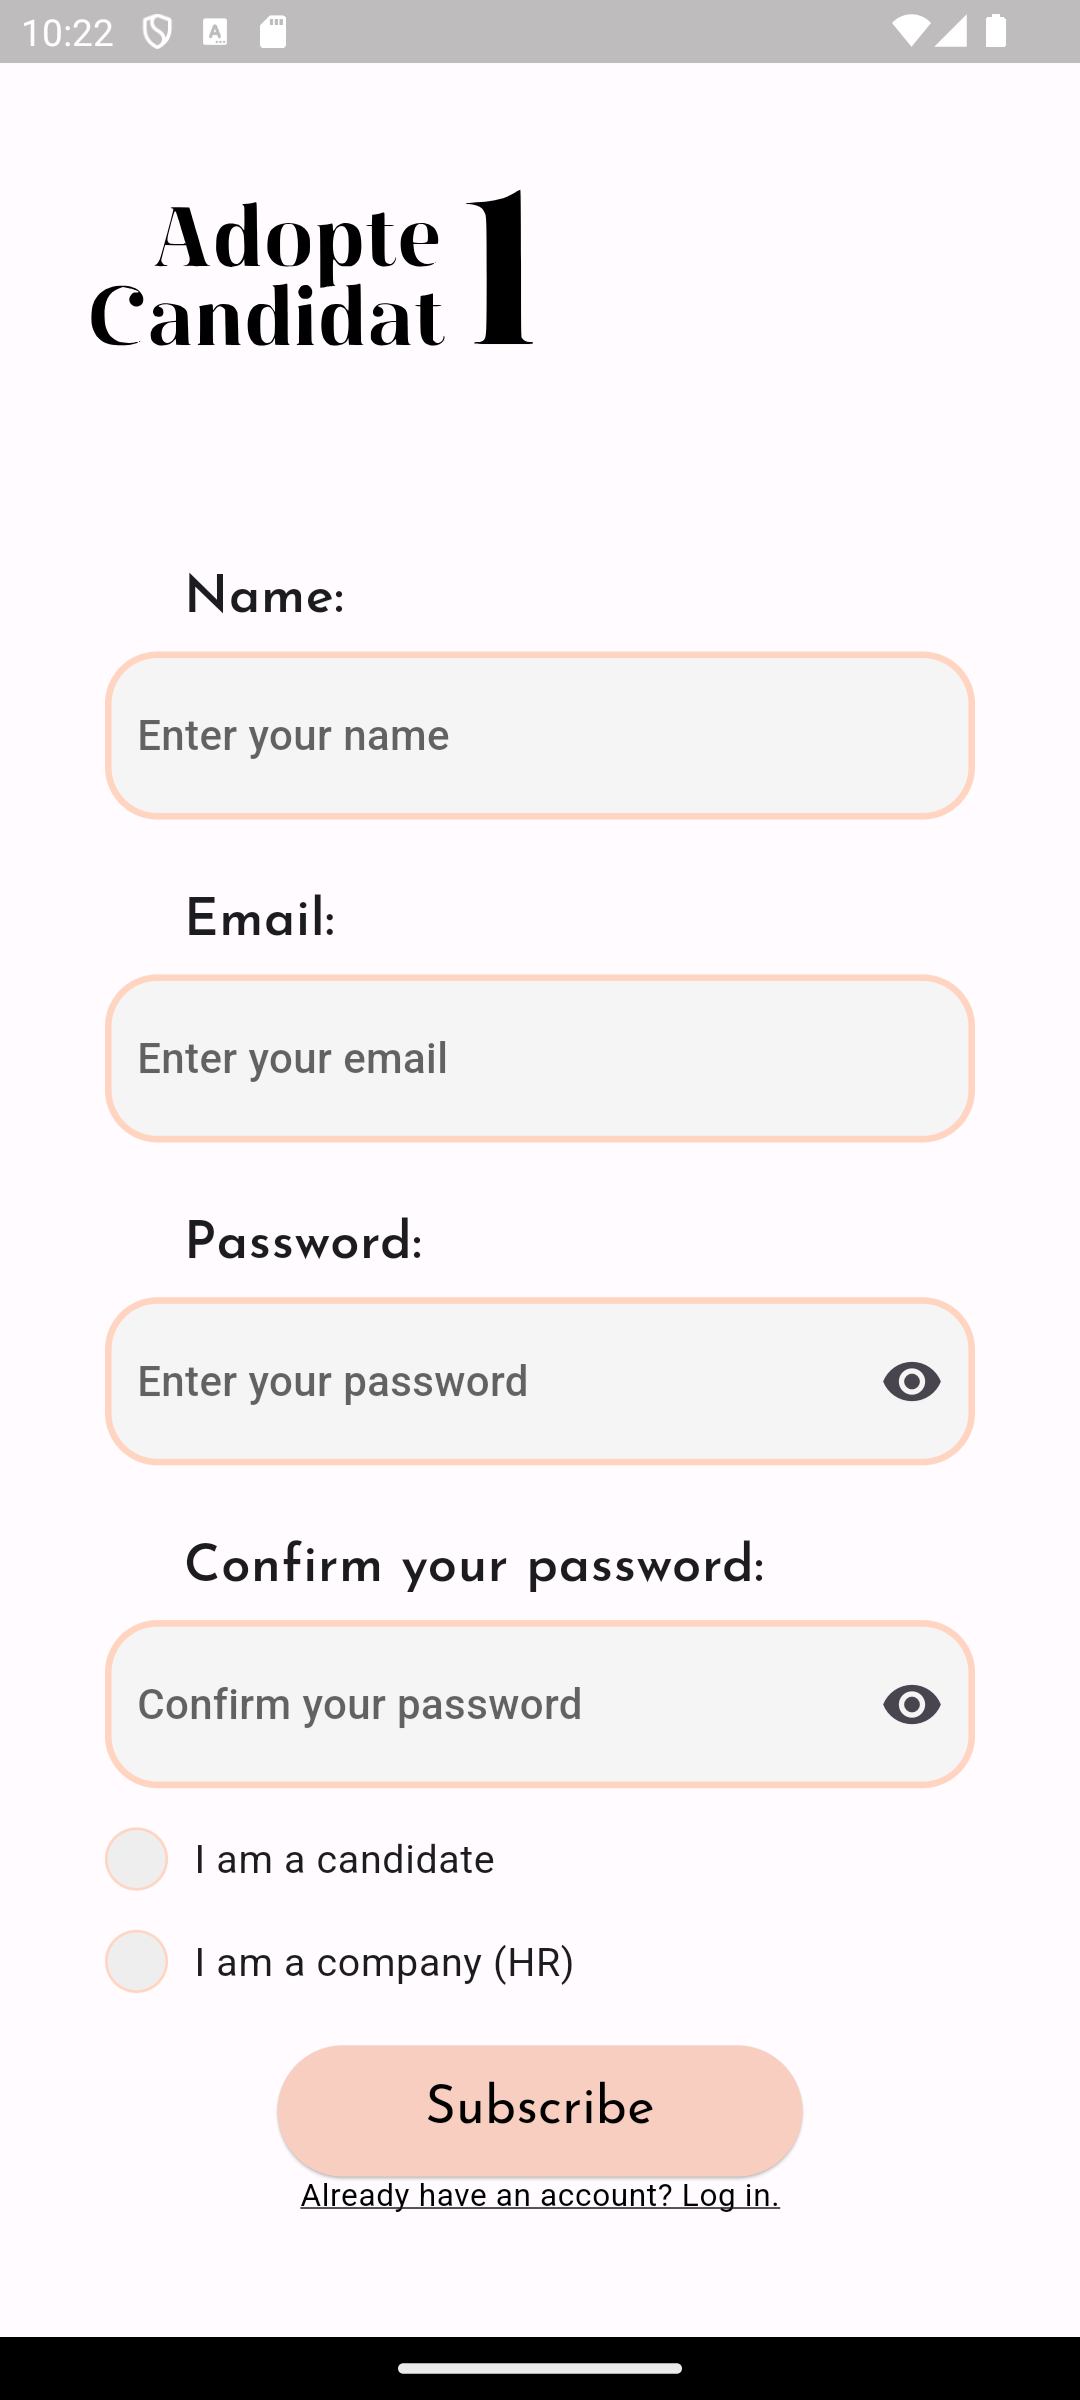 10:22
Adopte
Candidat 1
Name:
Enter your name
Email:
Enter your email
Password:
Enter your password
Confirm your password:
Confirm your password
I am a candidate
I am a company (HR)
Subscribe
Already have an account? Log in.